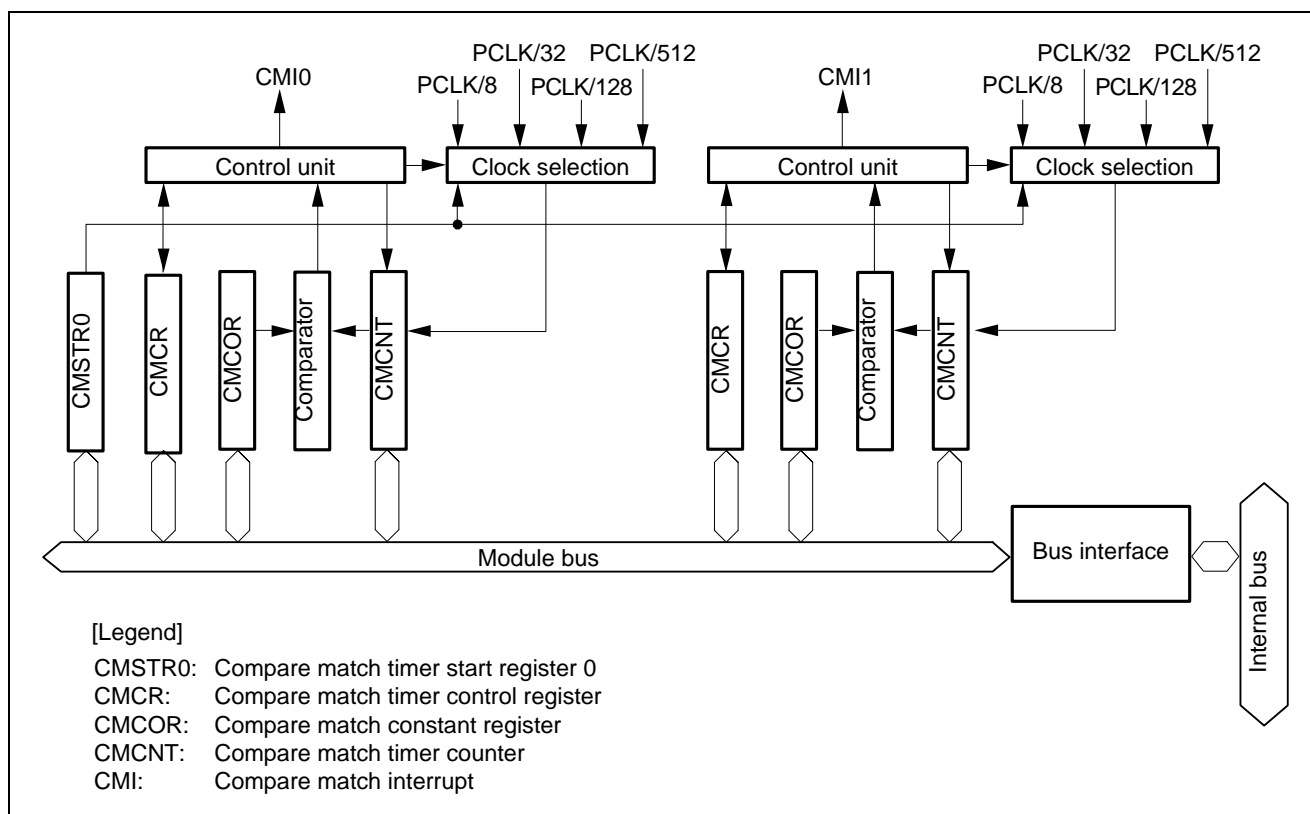 PCLK/32 PCLK/512
CMI0
PCLK/8 PCLK/128
Control unit
Clock selection
CMSTR0
CMCR
CMCOR
Comparator
CMCNT
PCLK/32 PCLK/512
CMI1
PCLK/8 PCLK/128
Control unit
Clock selection
CMCR
CMCOR
Comparator
CMCNT
Module bus
Bus interface
Internal bus
[Legend]
CMSTR0: Compare match timer start register 0
CMCR: Compare match timer control register
CMCOR: Compare match constant register
CMCNT: Compare match timer counter
CMI: Compare match interrupt